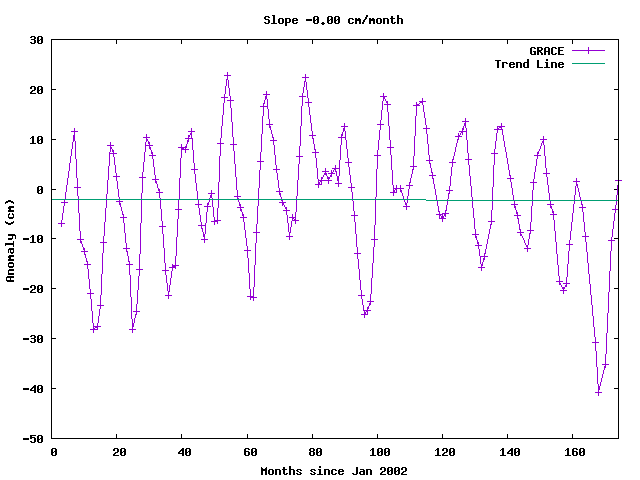 Slope -0.00 cm/month
GRACE
Trend Line
30
20
10
0
-10
-20
-30
-40
-50
Anomaly (cm)
0 20 40 60 80 100 120 140 160
Months since Jan 2002